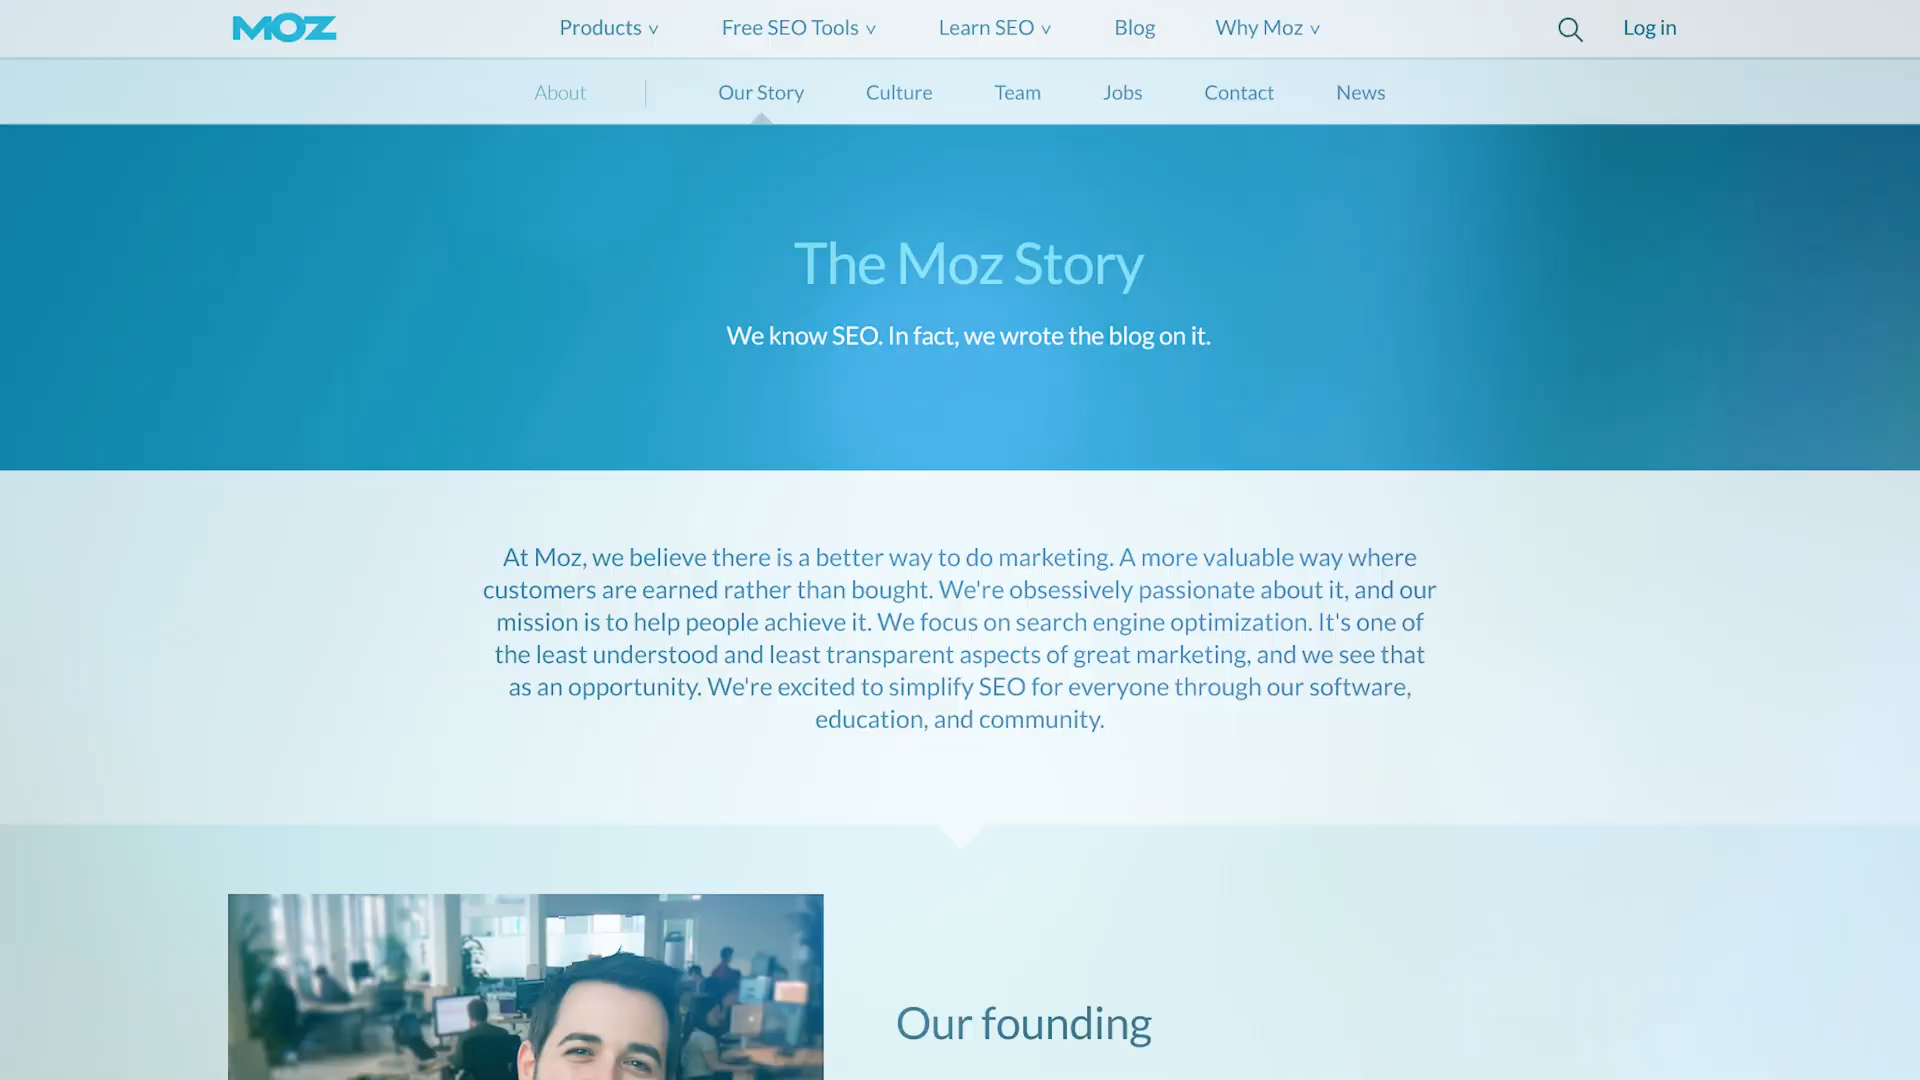 MOZ
Products
Free SEO Tools
Learn SEO
Blog
Why Moz
Log in
About
Our Story
Culture
Team
Jobs
Contact
News
The Moz Story
We know SEO. In fact, we wrote the blog on it.
At Moz, we believe there is a better way to do marketing. A more valuable way where
customers are earned rather than bought. We're obsessively passionate about it, and our
mission is to help people achieve it. We focus on search engine optimization. It's one of
the least understood and least transparent aspects of great marketing, and we see that
as an opportunity. We're excited to simplify SEO for everyone through our software,
education, and community.
Our founding